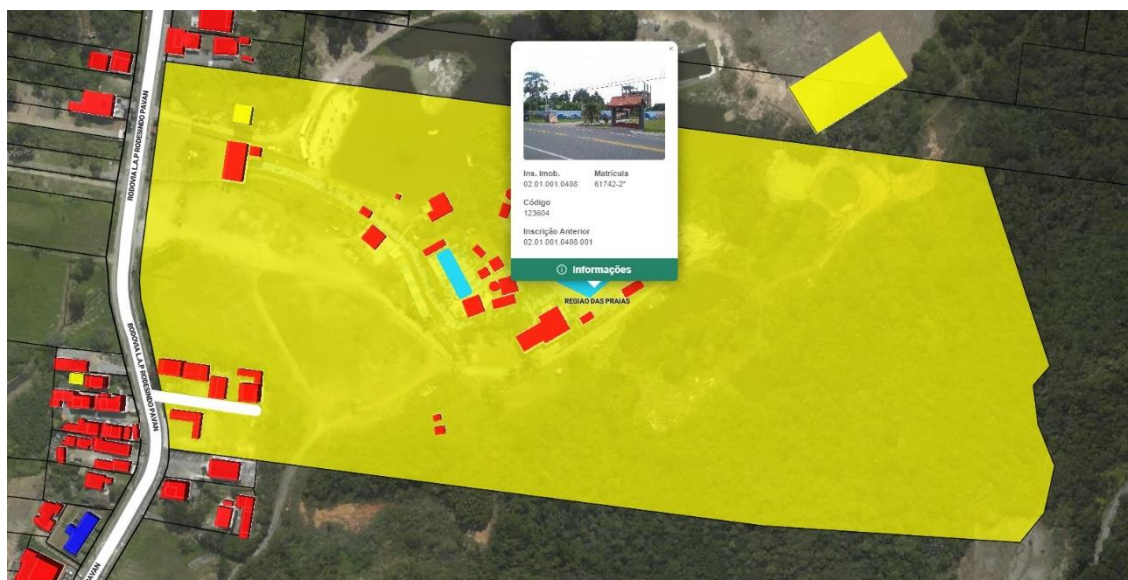 RODOVIA L.A.P RODESINDO PAVAN
×
Ins. Imob.
Matrícula
02.01.001.0408
61742-2*
Código
123604
Inscrição Anterior
02.01.001.0408.001
Informações
REGIAO DAS PRAIAS
RODOVIA L.A.P RODESINDO PAVAN
PAVAN